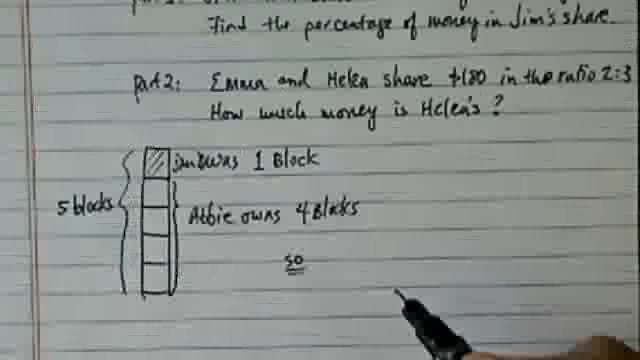 Find the percentage of money in Jim's share
part 2: Emma and Helen share $180 in the ratio 2:3
How much money is Helen's?
Jim owns 1 Block
5 blocks
Abbie owns 4 Blocks
so